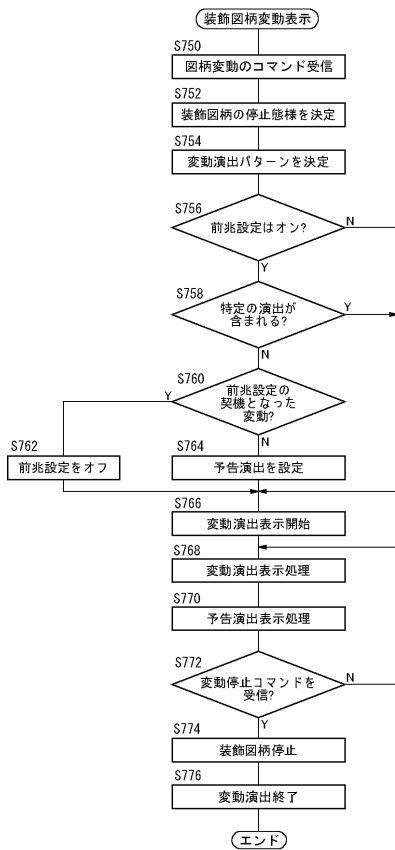 装飾図柄変動表示
S750
図柄変動のコマンド受信
S752
装飾図柄の停止態様を決定
S754
変動演出パターンを決定
S756
前兆設定はオン?
N
Y
S758
特定の演出が
含まれる?
Y
N
S760
前兆設定の
契機となった
変動?
Y
N
S762
前兆設定をオフ
S764
予告演出を設定
S766
変動演出表示開始
S768
変動演出表示処理
S770
予告演出表示処理
S772
変動停止コマンドを
受信?
N
Y
S774
装飾図柄停止
S776
変動演出終了
エンド